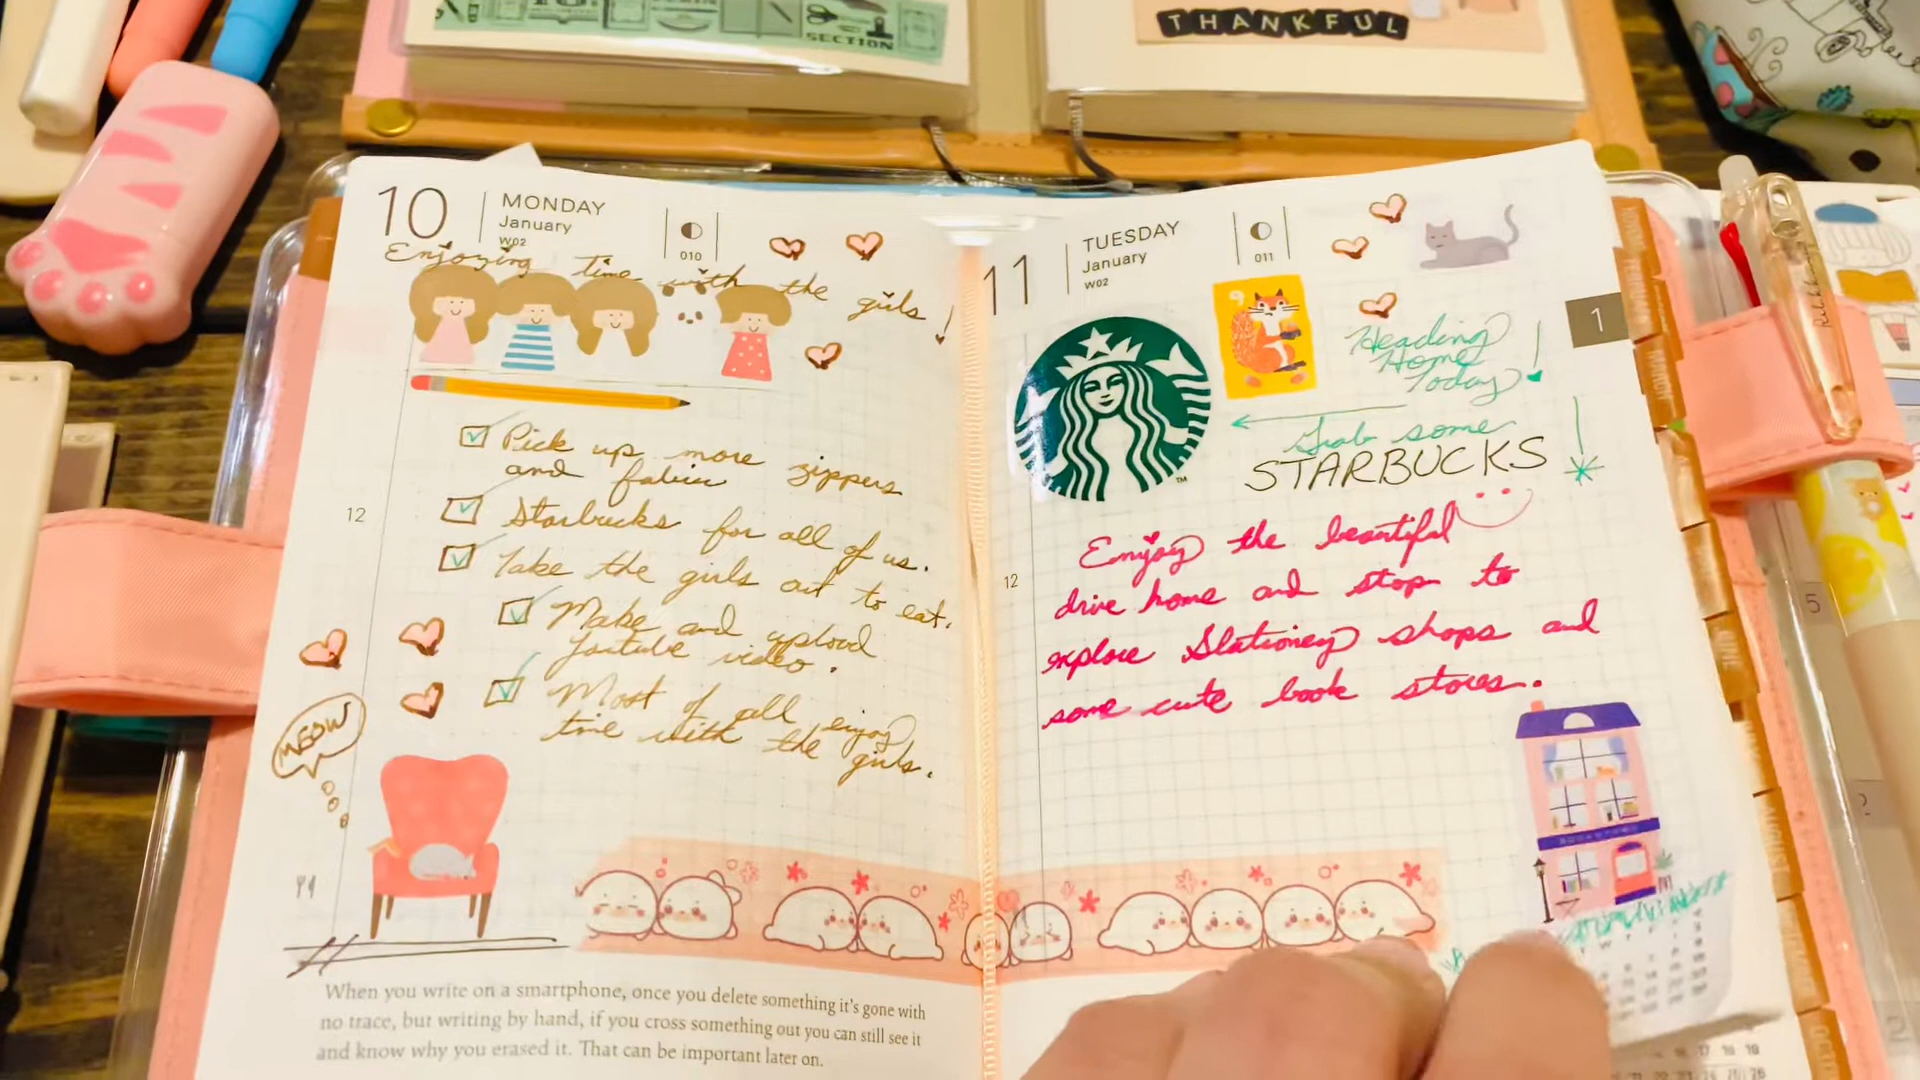 SECTION
THANKFUL
10
MONDAY
January
W02
010
Enjoying time with the girls!
Pick up more zippers
and fabric
Starbucks for all of us.
12
Take the girls out to eat.
Make and upload
Youtube video.
Most of all enjoy
time with the girls.
MEOW
When you write on a smartphone, once you delete something it's gone with
no trace, but writing by hand, if you cross something out you can still see it
and know why you erased it. That can be important later on.
11
TUESDAY
January
W02
011
1
Heading
Home
Today!
Grab some
STARBUCKS
Enjoy the beautiful
12
drive home and stop to
explore Stationery shops and
some cute book stores.
JUNE
AUGUST
5